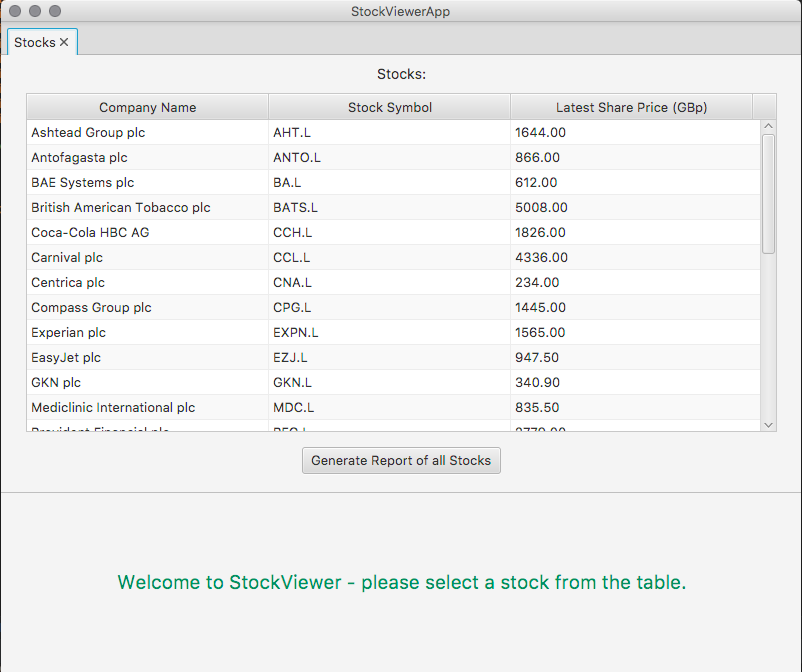 StockViewerApp
Stocks ✕
Stocks:
Company Name Stock Symbol Latest Share Price (GBp)
Ashtead Group plc AHT.L 1644.00
Antofagasta plc ANTO.L 866.00
BAE Systems plc BA.L 612.00
British American Tobacco plc BATS.L 5008.00
Coca-Cola HBC AG CCH.L 1826.00
Carnival plc CCL.L 4336.00
Centrica plc CNA.L 234.00
Compass Group plc CPG.L 1445.00
Experian plc EXPN.L 1565.00
EasyJet plc EZJ.L 947.50
GKN plc GKN.L 340.90
Mediclinic International plc MDC.L 835.50
Provident Financial plc
Generate Report of all Stocks
Welcome to StockViewer - please select a stock from the table.